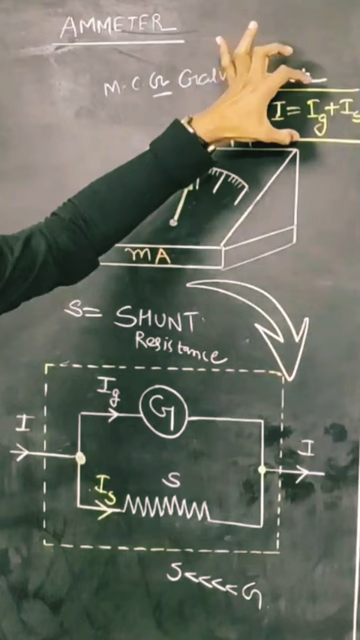 AMMETER
M.C.G Galv
I = Ig + Is
mA
S = SHUNT
Resistance
Ig
G
I
I
S
Is
S<<<<G